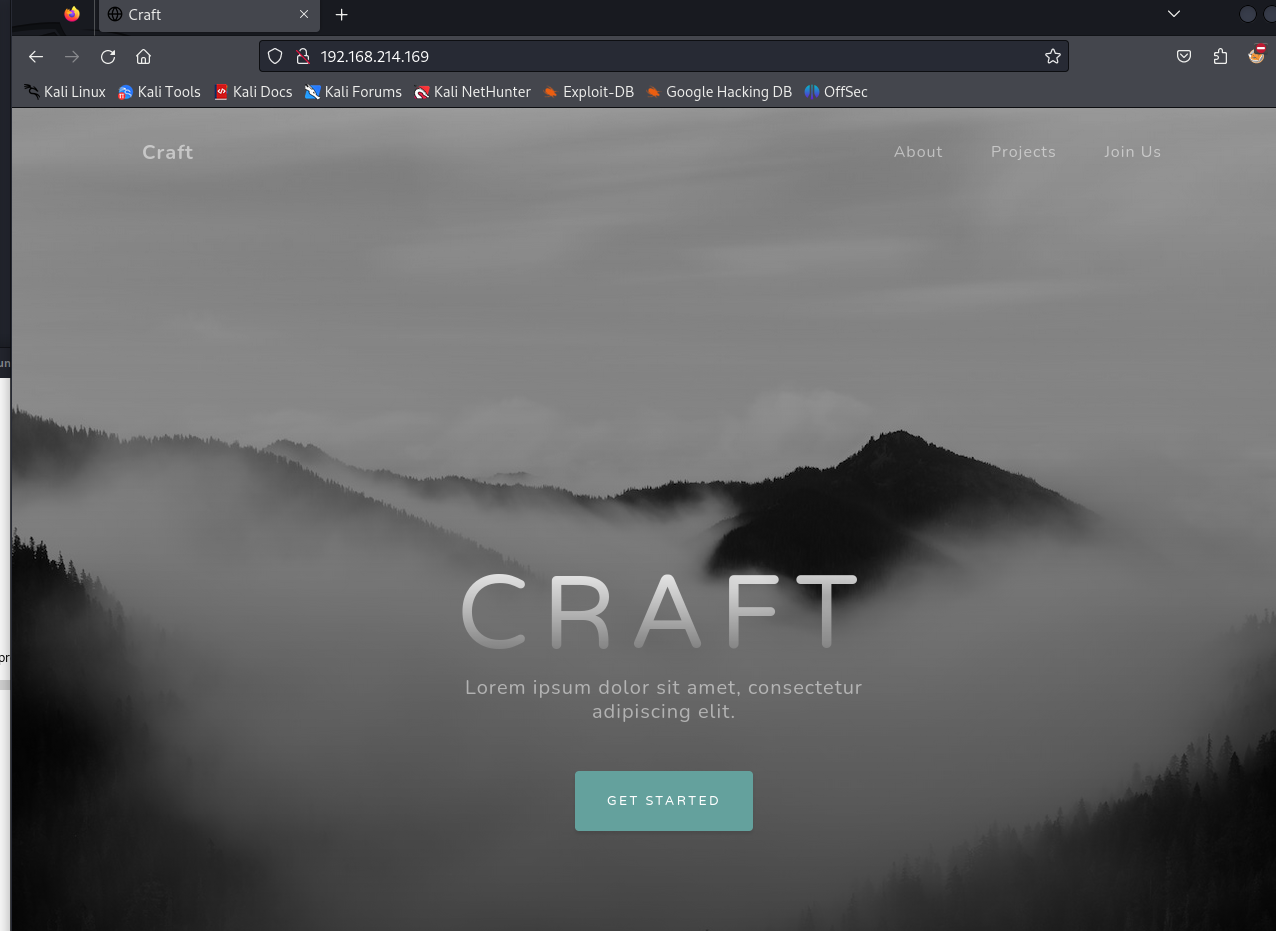 Craft
192.168.214.169
Kali Linux Kali Tools Kali Docs Kali Forums Kali NetHunter Exploit-DB Google Hacking DB OffSec
Craft About Projects Join Us
CRAFT
Lorem ipsum dolor sit amet, consectetur
adipiscing elit.
GET STARTED